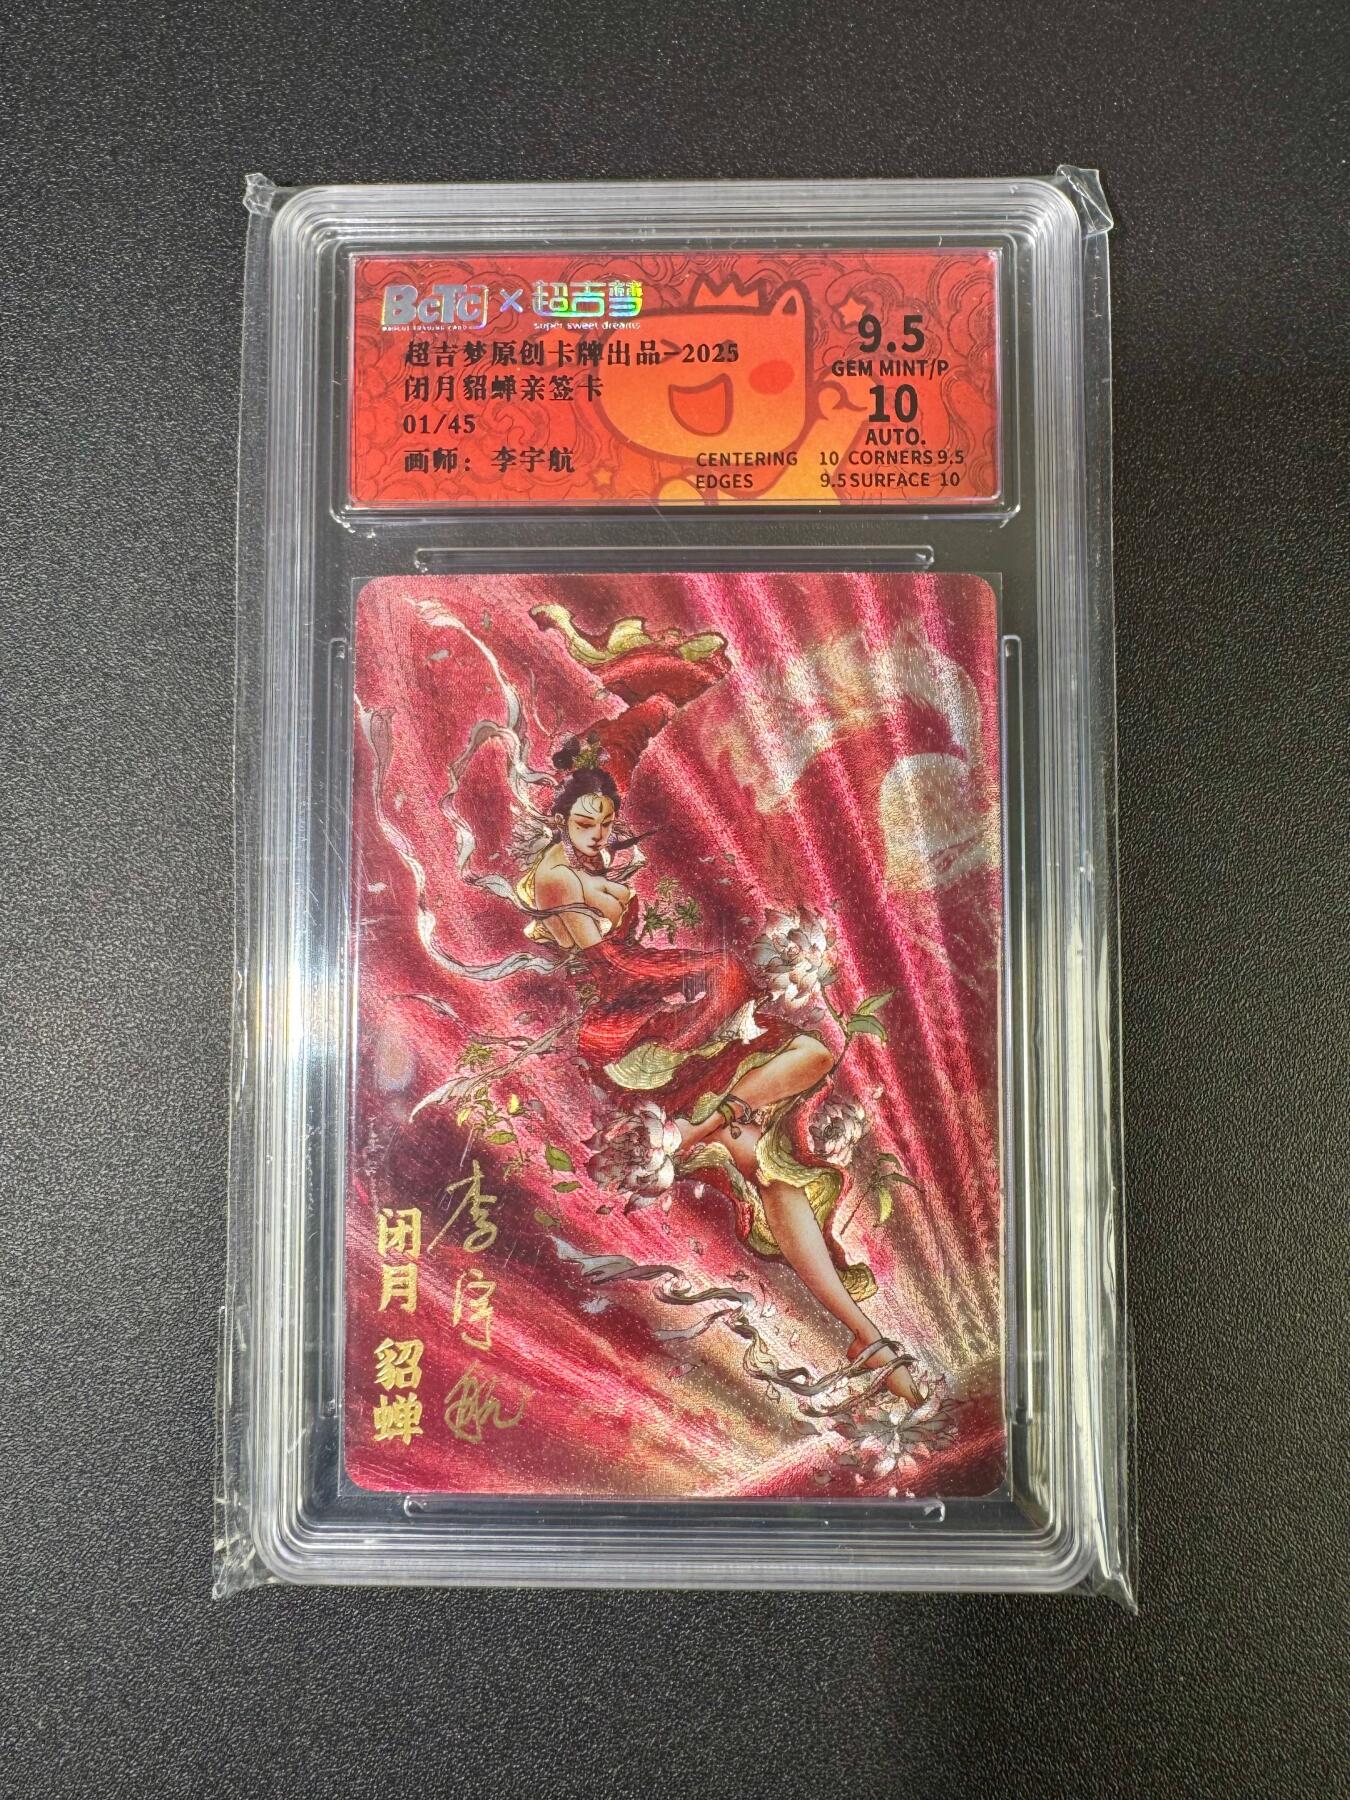 BCTC × 超吉梦
super sweet dreams
超吉梦原创卡牌出品-2025
闭月貂蝉亲签卡
01/45
画师：李宇航
9.5
GEM MINT/P
10
AUTO.
CENTERING 10 CORNERS 9.5
EDGES 9.5 SURFACE 10
闭月貂蝉
李宇航